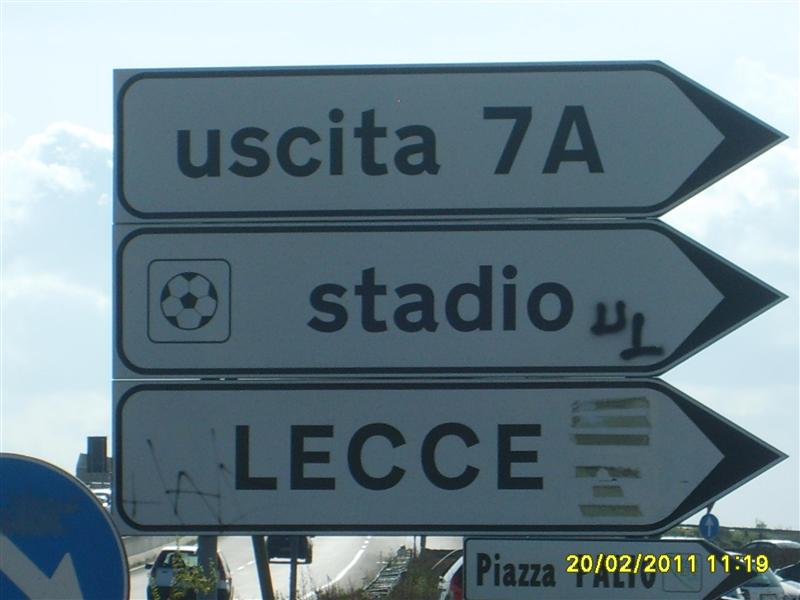 uscita 7A
stadio
LECCE
Piazza PALIO
20/02/2011 11:19